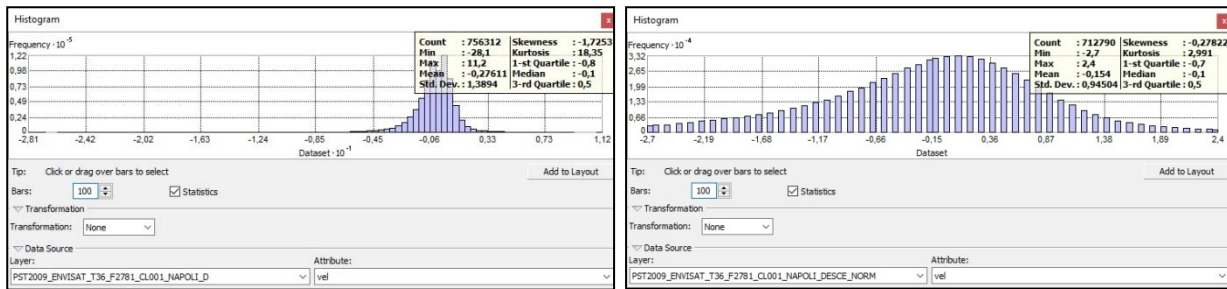 Histogram
x
Frequency · 10⁻⁵
1,22
0,98
0,73
0,49
0,24
0
-2,81 -2,42 -2,02 -1,63 -1,24 -0,85 -0,45 -0,06 0,33 0,73 1,12
Dataset · 10⁻¹
Count : 756312 Skewness : -1,7253
Min : -28,1 Kurtosis : 18,35
Max : 11,2 1-st Quartile : -0,8
Mean : -0,27611 Median : -0,1
Std. Dev. : 1,3894 3-rd Quartile : 0,5
Tip: Click or drag over bars to select Add to Layout
Bars: 100 Statistics
Transformation
Transformation: None
Data Source
Layer: Attribute:
PST2009_ENVISAT_T36_F2781_CL001_NAPOLI_D vel
Histogram
x
Frequency · 10⁻⁴
3,32
2,65
1,99
1,33
0,66
0
-2,7 -2,19 -1,68 -1,17 -0,66 -0,15 0,36 0,87 1,38 1,89 2,4
Dataset
Count : 712790 Skewness : -0,27822
Min : -2,7 Kurtosis : 2,991
Max : 2,4 1-st Quartile : -0,7
Mean : -0,154 Median : -0,1
Std. Dev. : 0,94504 3-rd Quartile : 0,5
Tip: Click or drag over bars to select Add to Layout
Bars: 100 Statistics
Transformation
Transformation: None
Data Source
Layer: Attribute:
PST2009_ENVISAT_T36_F2781_CL001_NAPOLI_DESCE_NORM vel